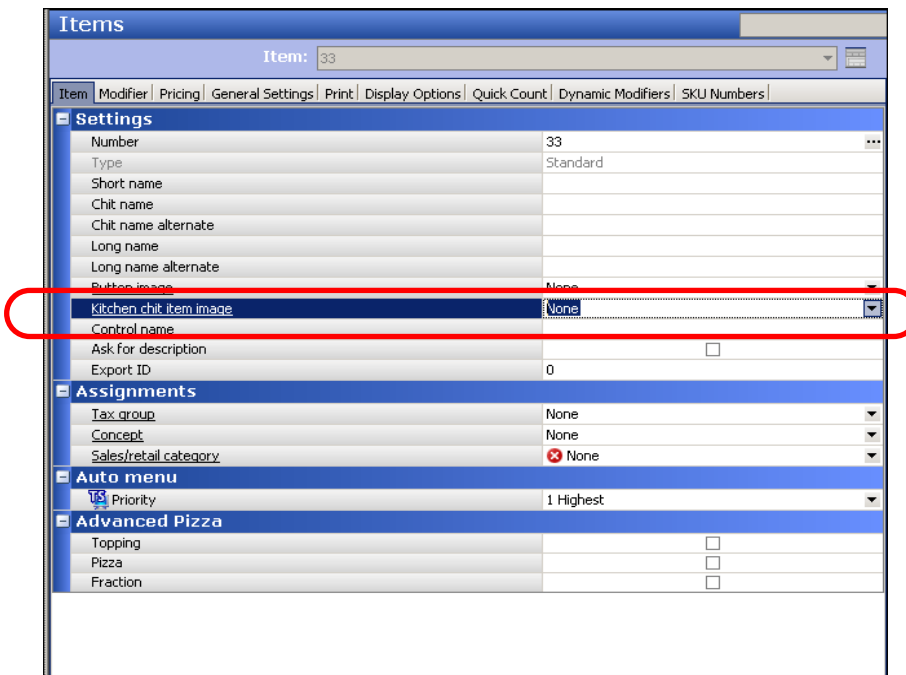 Items
Item: 33
Item Modifier Pricing General Settings Print Display Options Quick Count Dynamic Modifiers SKU Numbers
Settings
Number 33 ...
Type Standard
Short name
Chit name
Chit name alternate
Long name
Long name alternate
Button image None
Kitchen chit item image None
Control name
Ask for description
Export ID 0
Assignments
Tax group None
Concept None
Sales/retail category None
Auto menu
TS Priority 1 Highest
Advanced Pizza
Topping
Pizza
Fraction